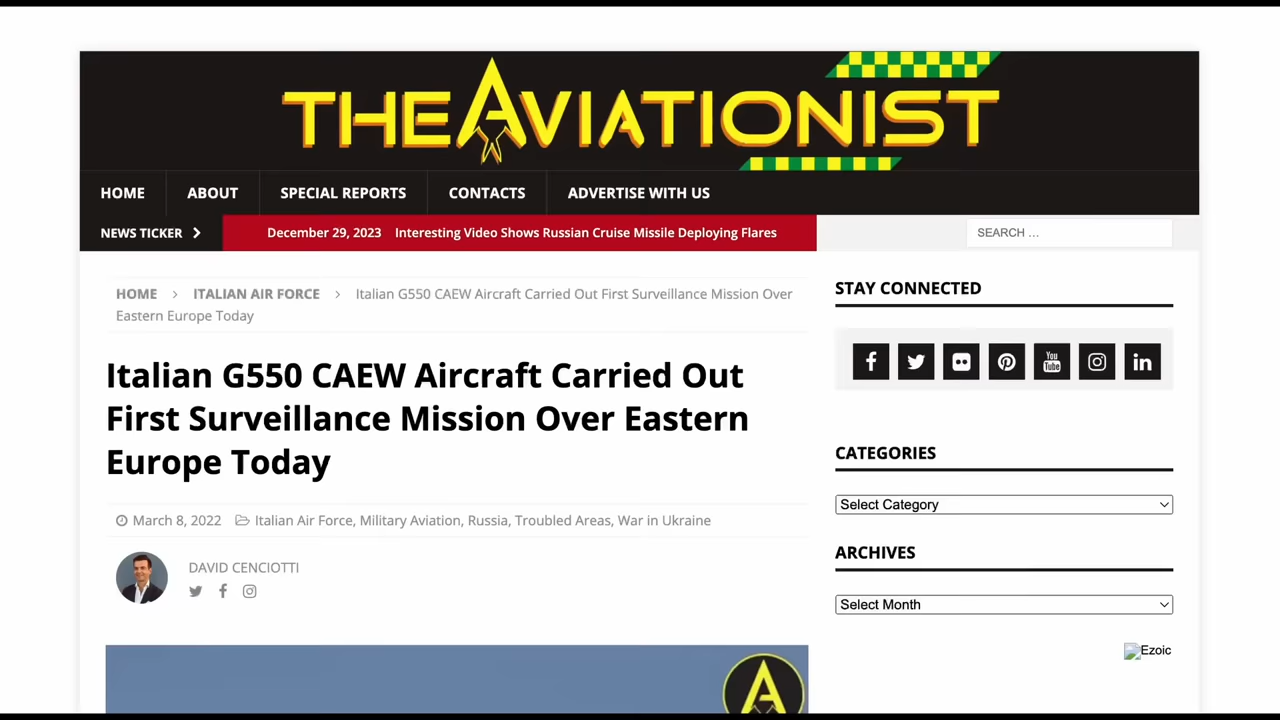 THE AVIATIONIST
HOME
ABOUT
SPECIAL REPORTS
CONTACTS
ADVERTISE WITH US
NEWS TICKER
December 29, 2023 Interesting Video Shows Russian Cruise Missile Deploying Flares
SEARCH ...
HOME > ITALIAN AIR FORCE > Italian G550 CAEW Aircraft Carried Out First Surveillance Mission Over
Eastern Europe Today
Italian G550 CAEW Aircraft Carried Out
First Surveillance Mission Over Eastern
Europe Today
March 8, 2022 Italian Air Force, Military Aviation, Russia, Troubled Areas, War in Ukraine
DAVID CENCIOTTI
STAY CONNECTED
You
Tube
CATEGORIES
Select Category
ARCHIVES
Select Month
Ezoic